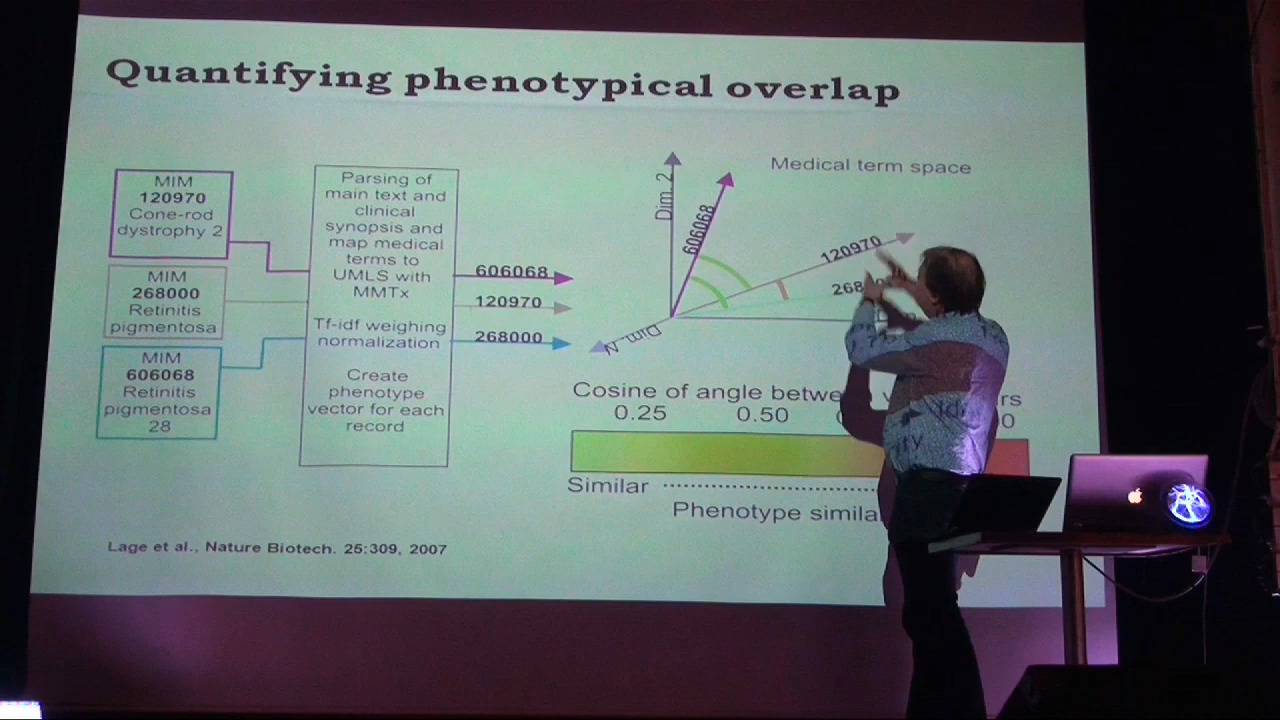 Quantifying phenotypical overlap
MIM
120970
Cone-rod
dystrophy 2
MIM
268000
Retinitis
pigmentosa
MIM
606068
Retinitis
pigmentosa
28
Parsing of
main text and
clinical
synopsis and
map medical
terms to
UMLS with
MMTx
Tf-idf weighing
normalization
Create
phenotype
vector for each
record
606068
120970
268000
Medical term space
Dim. 2
606068
120970
Dim. N
Cosine of angle between
0.25 0.50
Similar
Phenotype
Lage et al., Nature Biotech. 25:309, 2007